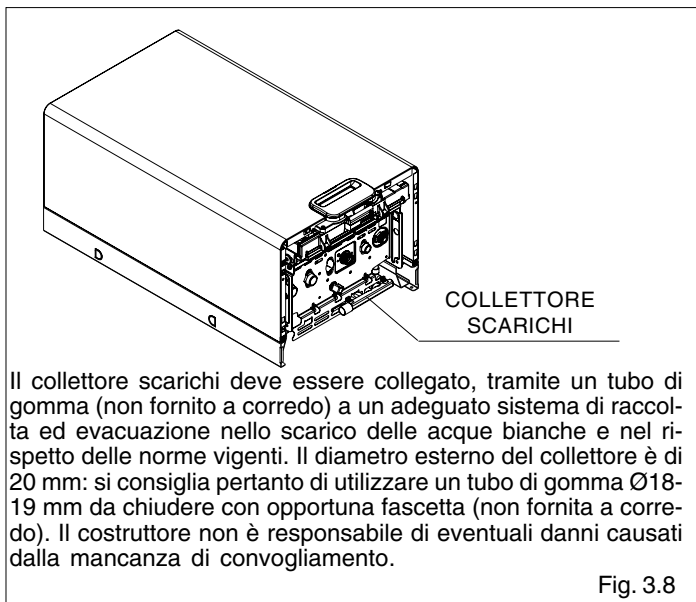 COLLETTORE
SCARICHI
Il collettore scarichi deve essere collegato, tramite un tubo di
gomma (non fornito a corredo) a un adeguato sistema di raccol-
ta ed evacuazione nello scarico delle acque bianche e nel ri-
spetto delle norme vigenti. Il diametro esterno del collettore è di
20 mm: si consiglia pertanto di utilizzare un tubo di gomma Ø18-
19 mm da chiudere con opportuna fascetta (non fornita a corre-
do). Il costruttore non è responsabile di eventuali danni causati
dalla mancanza di convogliamento.
Fig. 3.8